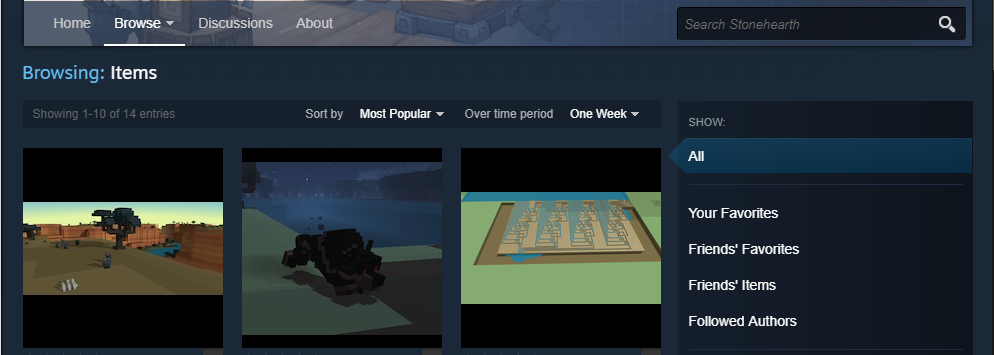 Home Browse Discussions About Search Stonehearth
Browsing: Items
Showing 1-10 of 14 entries Sort by Most Popular Over time period One Week
SHOW:
All
Your Favorites
Friends' Favorites
Friends' Items
Followed Authors